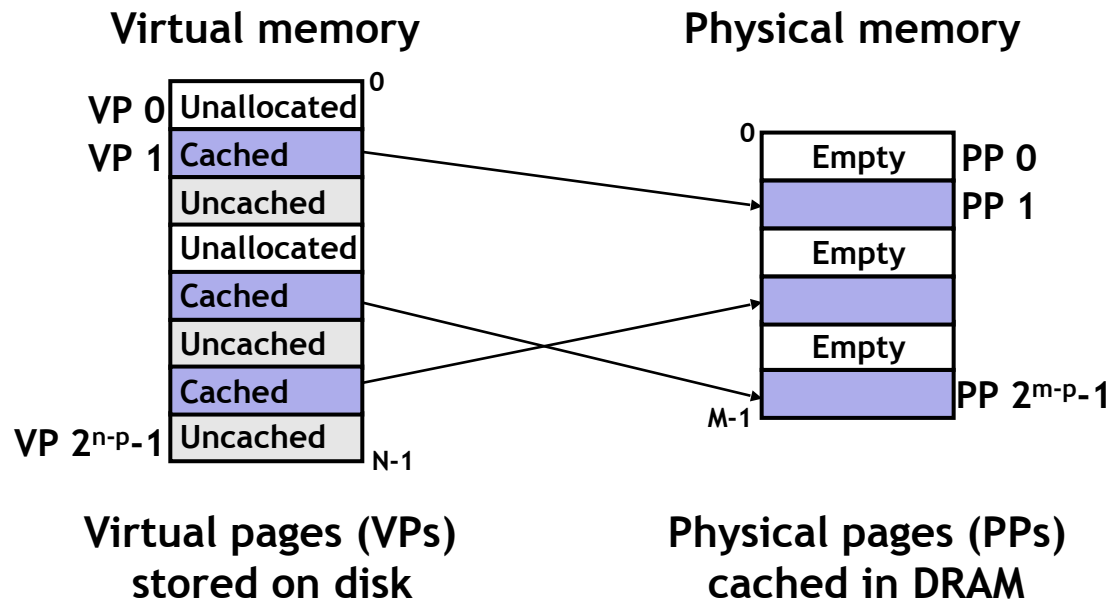 Virtual memory
Physical memory
0
VP 0 Unallocated
VP 1 Cached
Uncached
Unallocated
Cached
Uncached
Cached
VP 2ⁿ⁻ᵖ-1 Uncached
N-1
0
Empty PP 0
PP 1
Empty
Empty
PP 2ᵐ⁻ᵖ-1
M-1
Virtual pages (VPs)
stored on disk
Physical pages (PPs)
cached in DRAM